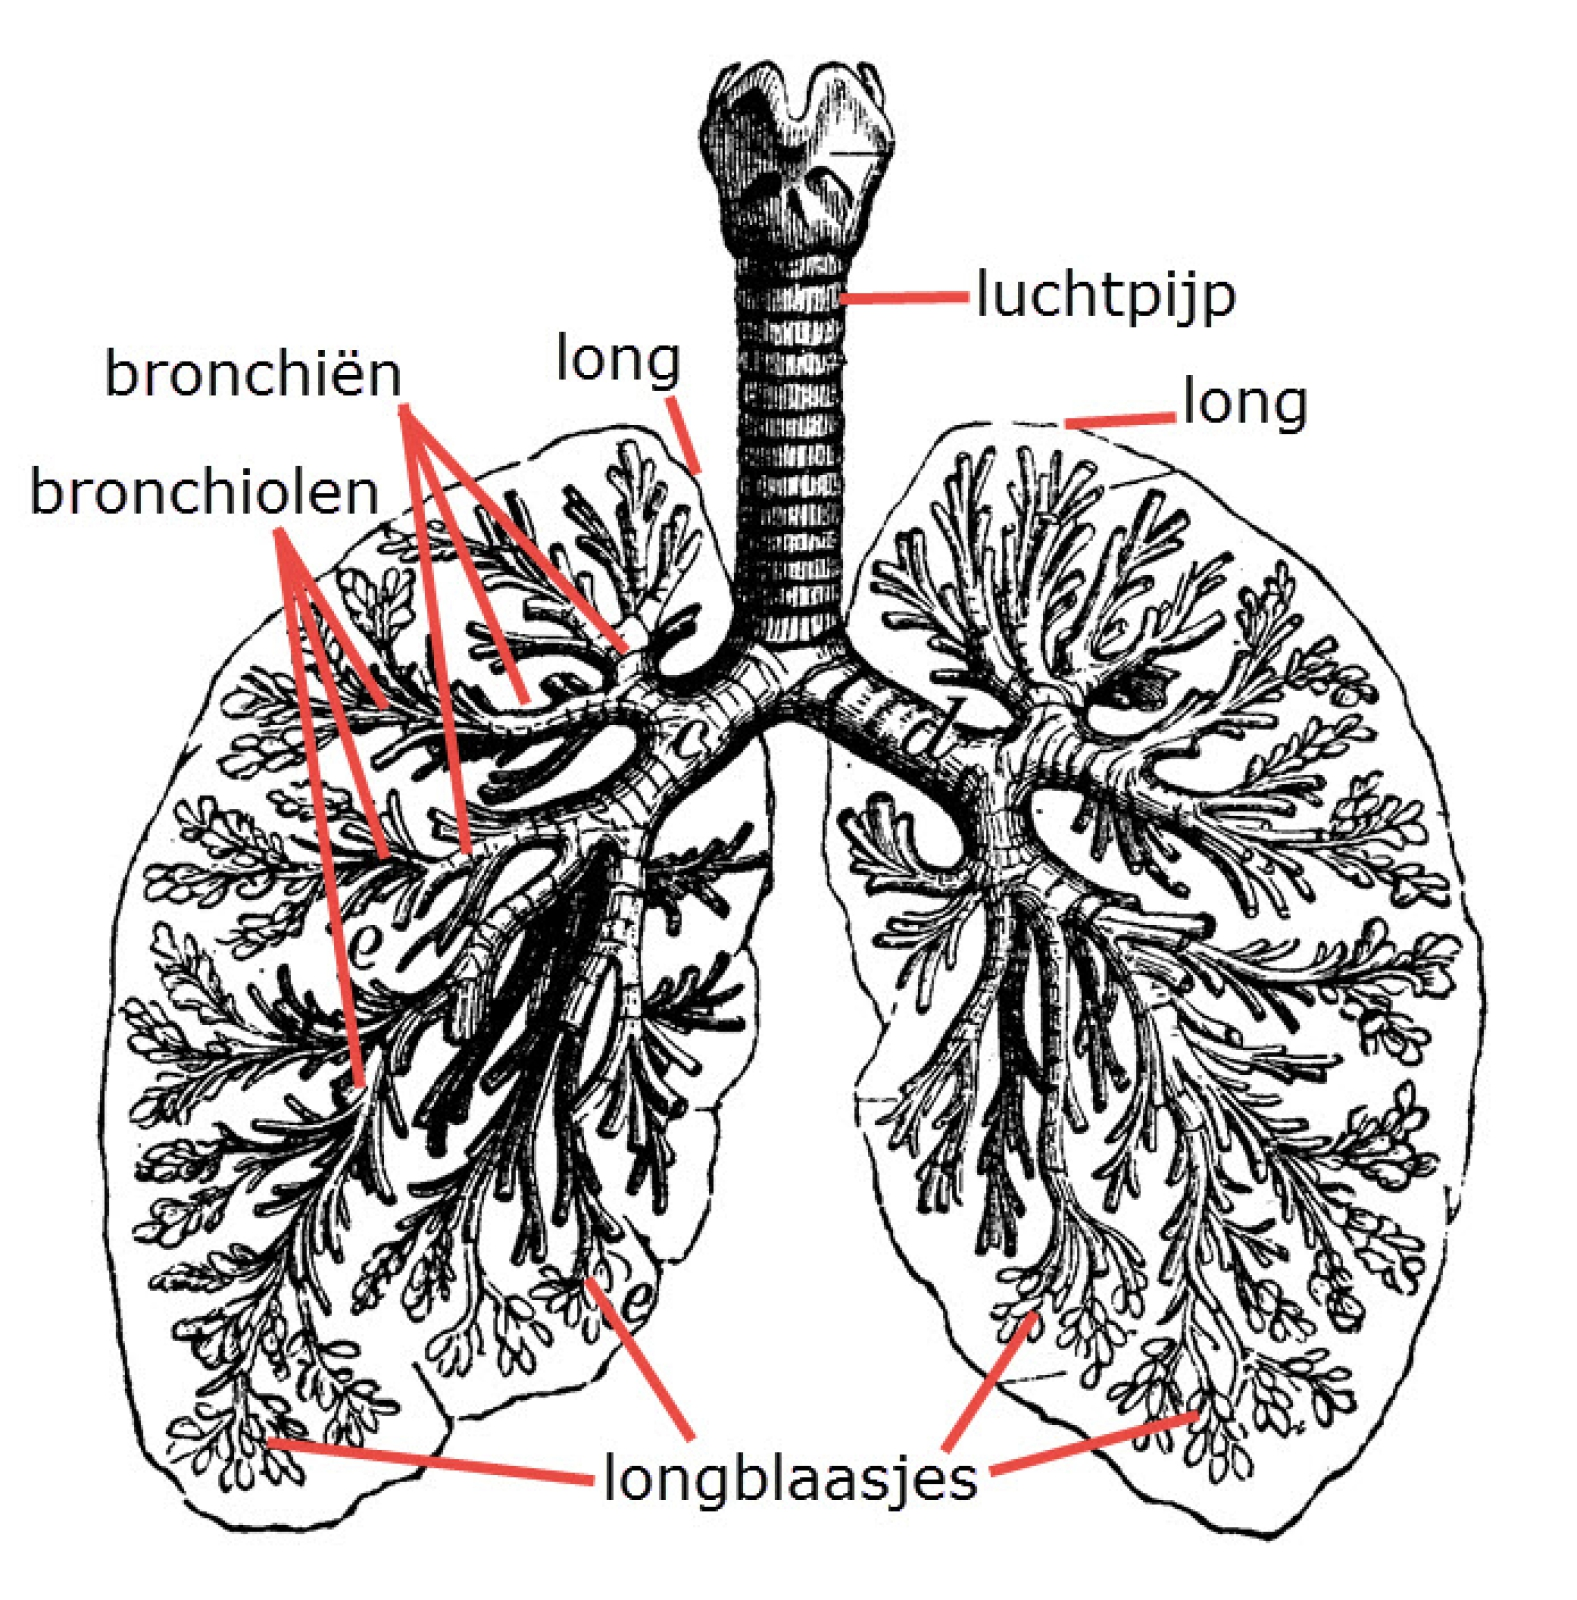 luchtpijp
long
bronchiën
long
bronchiolen
c
d
e
e
longblaasjes